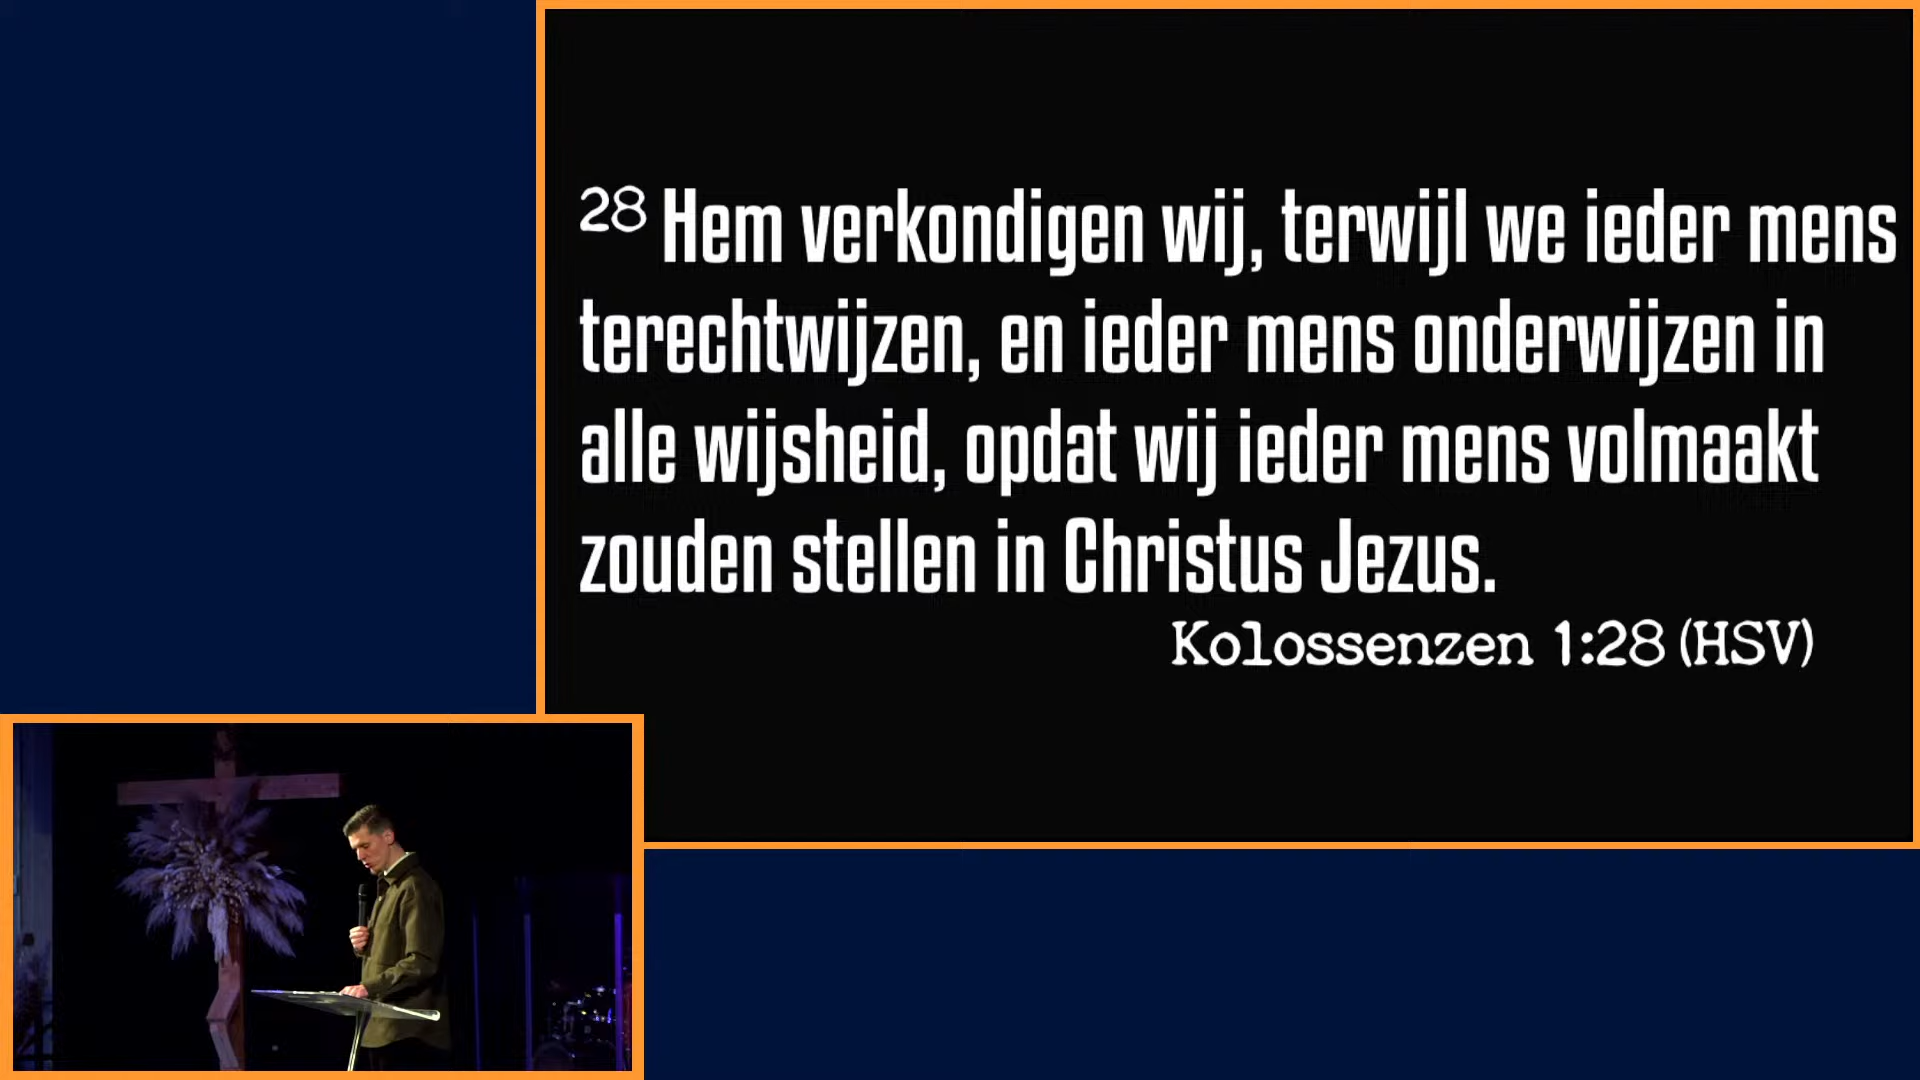 28 Hem verkondigen wij, terwijl we ieder mens
terechtwijzen, en ieder mens onderwijzen in
alle wijsheid, opdat wij ieder mens volmaakt
zouden stellen in Christus Jezus.
Kolossenzen 1:28 (HSV)